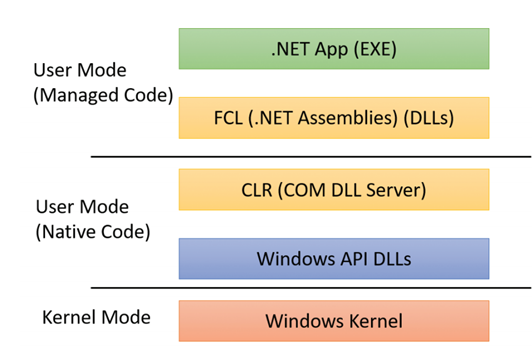 .NET App (EXE)
User Mode
(Managed Code)
FCL (.NET Assemblies) (DLLs)
CLR (COM DLL Server)
User Mode
(Native Code)
Windows API DLLs
Kernel Mode
Windows Kernel